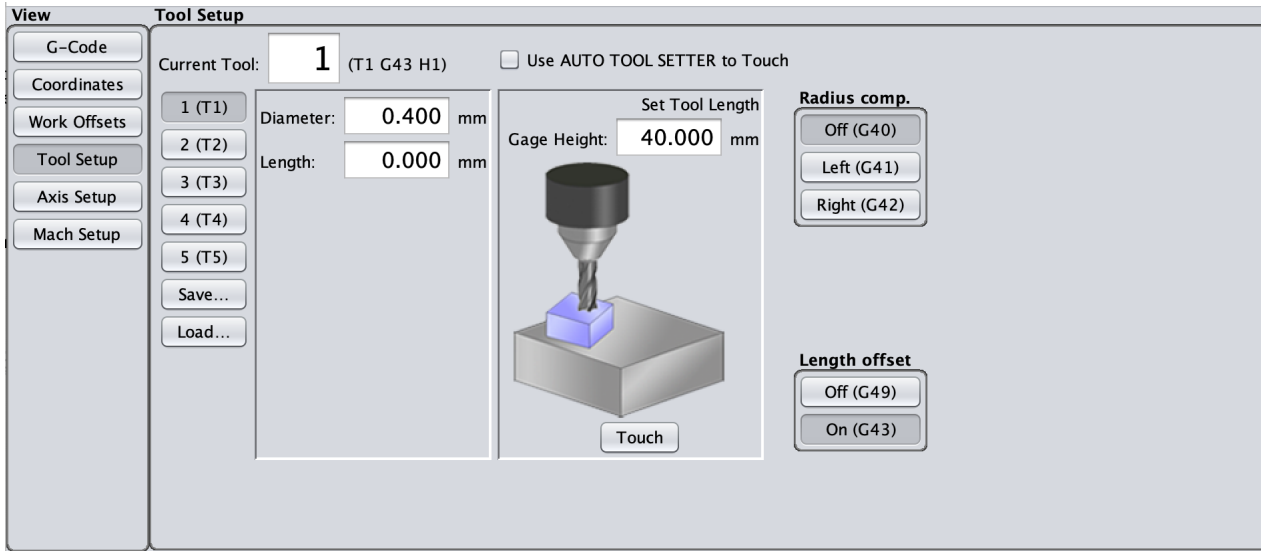 View
G-Code
Coordinates
Work Offsets
Tool Setup
Axis Setup
Mach Setup
Tool Setup
Current Tool: 1 (T1 G43 H1)
Use AUTO TOOL SETTER to Touch
1 (T1)
2 (T2)
3 (T3)
4 (T4)
5 (T5)
Save...
Load...
Diameter: 0.400 mm
Length: 0.000 mm
Set Tool Length
Gage Height: 40.000 mm
Touch
Radius comp.
Off (G40)
Left (G41)
Right (G42)
Length offset
Off (G49)
On (G43)